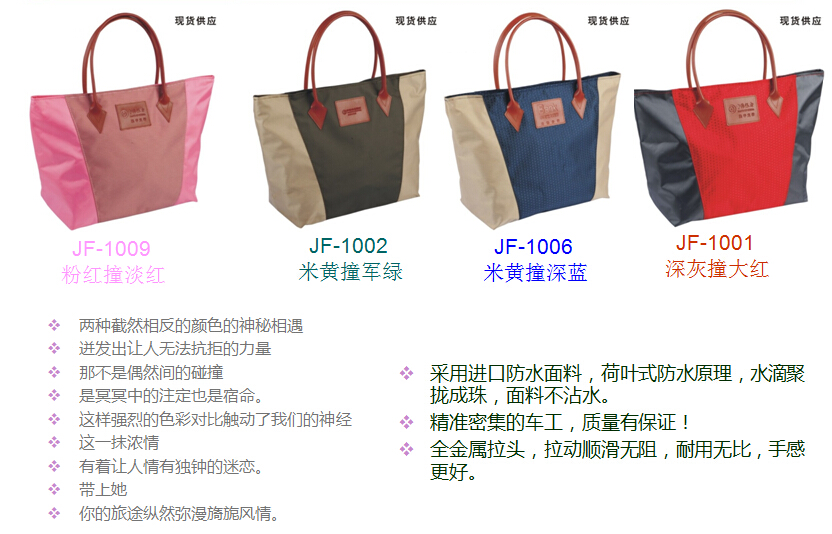 现货供应
现货供应
现货供应
现货供应
JF-1009
粉红撞淡红
JF-1002
米黄撞军绿
JF-1006
米黄撞深蓝
JF-1001
深灰撞大红
两种截然相反的颜色的神秘相遇
迸发出让人无法抗拒的力量
那不是偶然间的碰撞
是冥冥中的注定也是宿命。
这样强烈的色彩对比触动了我们的神经
这一抹浓情
有着让人情有独钟的迷恋。
带上她
你的旅途纵然弥漫旖旎风情。
采用进口防水面料，荷叶式防水原理，水滴聚
拢成珠，面料不沾水。
精准密集的车工，质量有保证！
全金属拉头，拉动顺滑无阻，耐用无比，手感
更好。